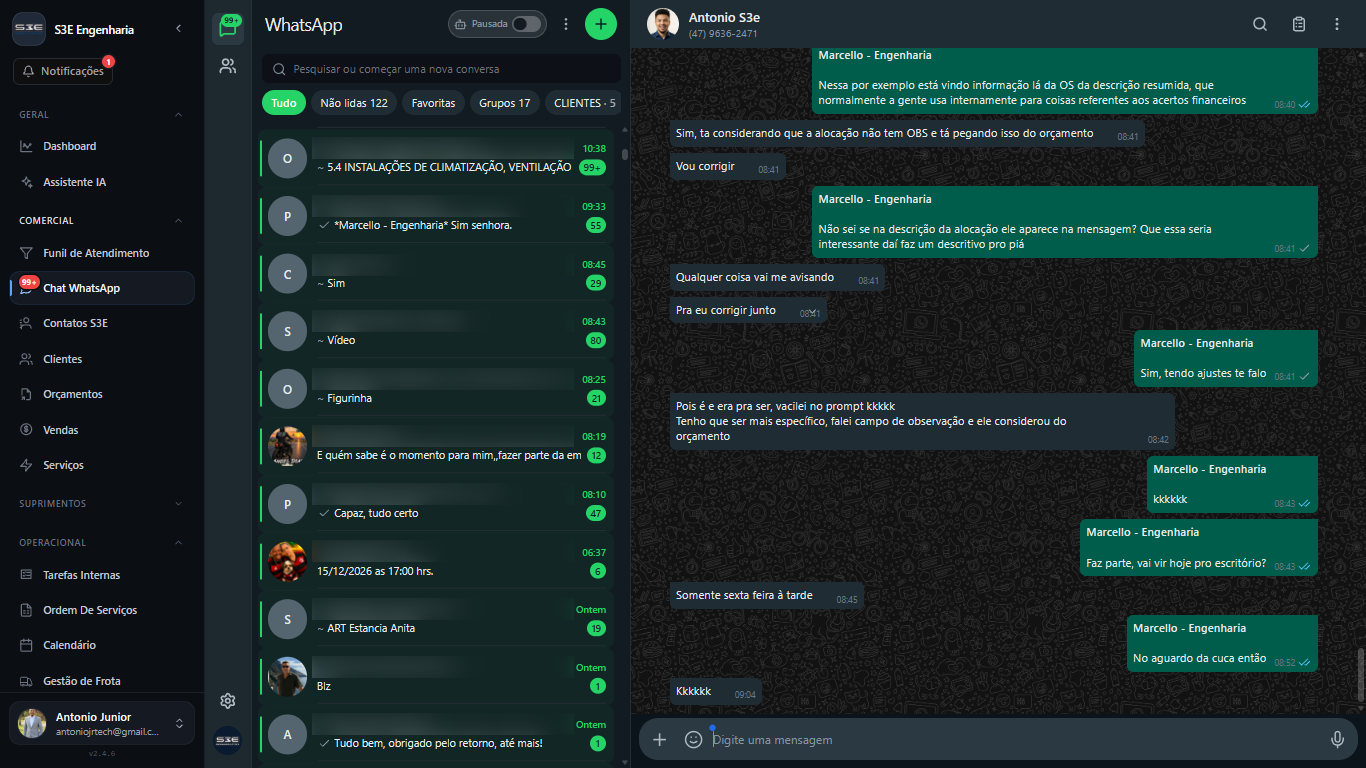 S3E
S3E Engenharia
Notificações
1
GERAL
Dashboard
Assistente IA
COMERCIAL
Funil de Atendimento
99+
Chat WhatsApp
Contatos S3E
Clientes
Orçamentos
Vendas
Serviços
SUPRIMENTOS
OPERACIONAL
Tarefas Internas
Ordem De Serviços
Calendário
Gestão de Frota
Antonio Junior
antoniojrtech@gmail.c...
v2.4.6
99+
S3E
WhatsApp
Pausada
Pesquisar ou começar uma nova conversa
Tudo
Não lidas 122
Favoritas
Grupos 17
CLIENTES · 5
O
10:38
~ 5.4 INSTALAÇÕES DE CLIMATIZAÇÃO, VENTILAÇÃO
99+
P
09:33
*Marcello - Engenharia* Sim senhora.
55
C
08:45
~ Sim
29
S
08:43
~ Vídeo
80
O
08:25
~ Figurinha
21
08:19
E quém sabe é o momento para mim,,fazer parte da em
12
P
08:10
Capaz, tudo certo
47
06:37
15/12/2026 as 17:00 hrs.
6
S
Ontem
~ ART Estancia Anita
19
Ontem
Blz
1
A
Ontem
Tudo bem, obrigado pelo retorno, até mais!
1
Antonio S3e
(47) 9636-2471
Marcello - Engenharia
Nessa por exemplo está vindo informação lá da OS da descrição resumida, que
normalmente a gente usa internamente para coisas referentes aos acertos financeiros
08:40
Sim, ta considerando que a alocação não tem OBS e tá pegando isso do orçamento
08:41
Vou corrigir
08:41
Marcello - Engenharia
Não sei se na descrição da alocação ele aparece na mensagem? Que essa seria
interessante daí faz um descritivo pro piá
08:41
Qualquer coisa vai me avisando
08:41
Pra eu corrigir junto
08:41
Marcello - Engenharia
Sim, tendo ajustes te falo
08:41
Pois é e era pra ser, vacilei no prompt kkkkk
Tenho que ser mais específico, falei campo de observação e ele considerou do
orçamento
08:42
Marcello - Engenharia
kkkkkk
08:43
Marcello - Engenharia
Faz parte, vai vir hoje pro escritório?
08:43
Somente sexta feira à tarde
08:45
Marcello - Engenharia
No aguardo da cuca então
08:52
Kkkkkk
09:04
Digite uma mensagem